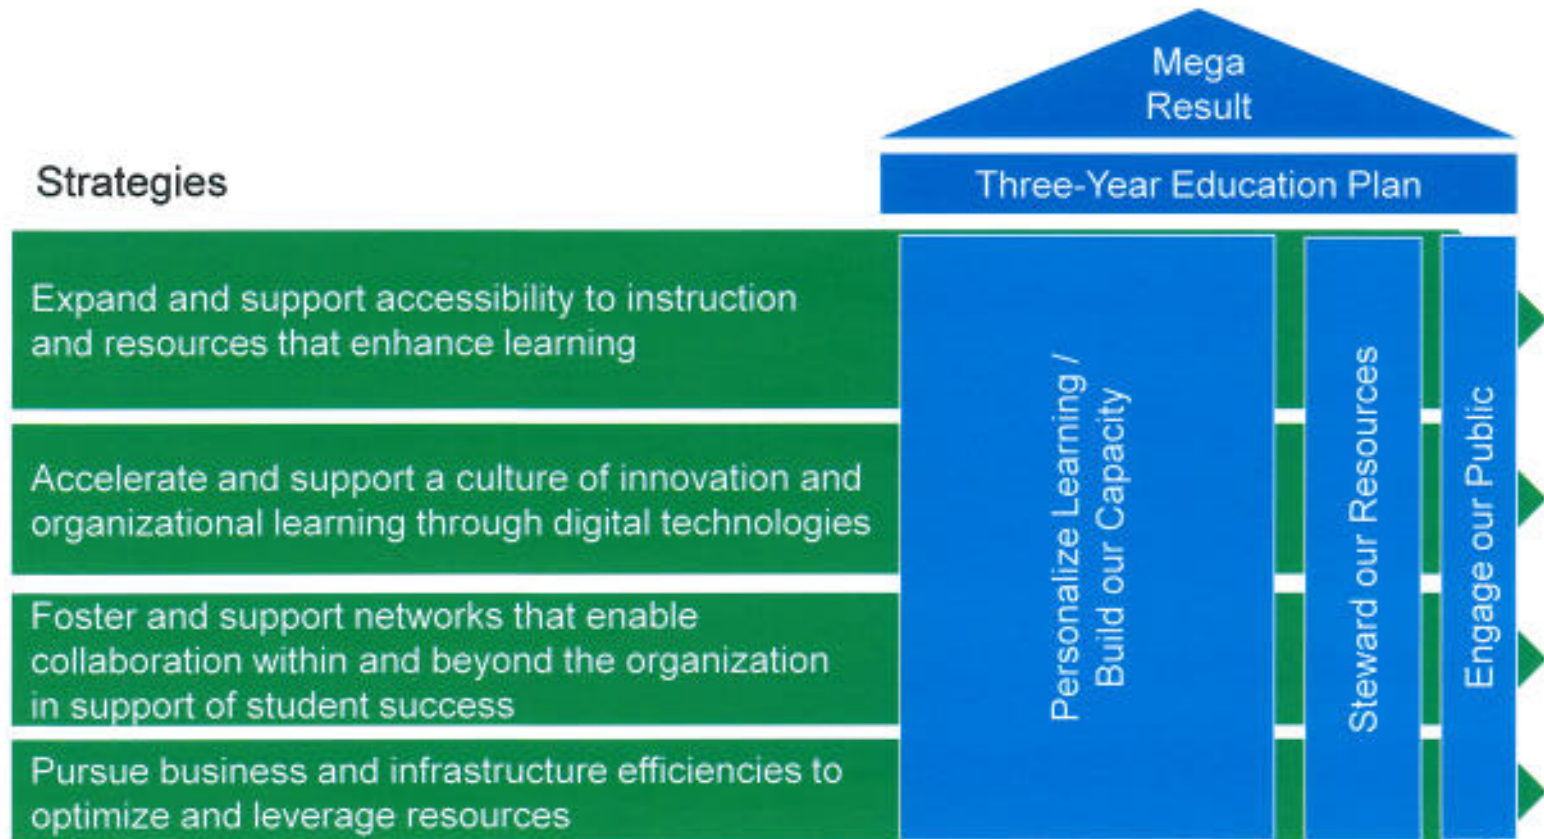 Mega
Result
Three-Year Education Plan
Strategies
Expand and support accessibility to instruction
and resources that enhance learning
Accelerate and support a culture of innovation and
organizational learning through digital technologies
Foster and support networks that enable
collaboration within and beyond the organization
in support of student success
Pursue business and infrastructure efficiencies to
optimize and leverage resources
Personalize Learning /
Build our Capacity
Steward our Resources
Engage our Public